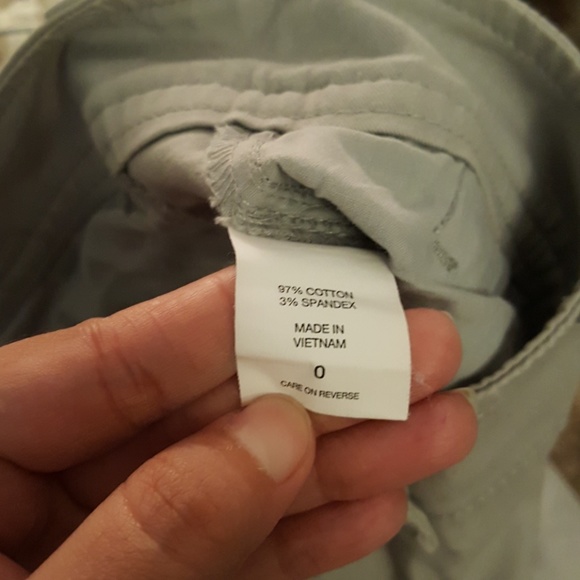 97% COTTON
3% SPANDEX
MADE IN
VIETNAM
0
CARE ON REVERSE